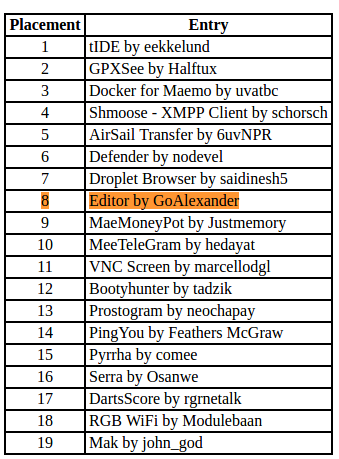 Placement Entry
1 tIDE by eekkelund
2 GPXSee by Halftux
3 Docker for Maemo by uvatbc
4 Shmoose - XMPP Client by schorsch
5 AirSail Transfer by 6uvNPR
6 Defender by nodevel
7 Droplet Browser by saidinesh5
8 Editor by GoAlexander
9 MaeMoneyPot by Justmemory
10 MeeTeleGram by hedayat
11 VNC Screen by marcellodgl
12 Bootyhunter by tadzik
13 Prostogram by neochapay
14 PingYou by Feathers McGraw
15 Pyrrha by comee
16 Serra by Osanwe
17 DartsScore by rgrnetalk
18 RGB WiFi by Modulebaan
19 Mak by john_god